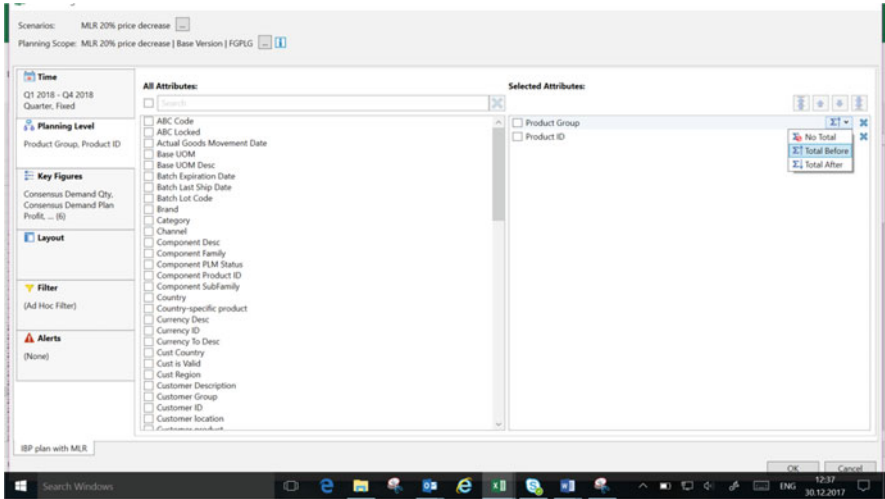 Scenarios: MLR 20% price decrease ...
Planning Scope: MLR 20% price decrease | Base Version | FGPLG ...
Time
Q1 2018 - Q4 2018
Quarter, Fixed
Planning Level
Product Group, Product ID
Key Figures
Consensus Demand Qty,
Consensus Demand Plan
Profit, ... (6)
Layout
Filter
(Ad Hoc Filter)
Alerts
(None)
All Attributes:
Search
ABC Code
ABC Locked
Actual Goods Movement Date
Base UOM
Base UOM Desc
Batch Expiration Date
Batch Last Ship Date
Batch Lot Code
Brand
Category
Channel
Component Desc
Component Family
Component PLM Status
Component Product ID
Component SubFamily
Country
Country-specific product
Currency Desc
Currency ID
Currency To Desc
Cust Country
Cust is Valid
Cust Region
Customer Description
Customer Group
Customer ID
Customer location
Customer product
Selected Attributes:
Product Group
Product ID
No Total
Total Before
Total After
IBP plan with MLR
OK Cancel
Search Windows
ENG
12:37
30.12.2017